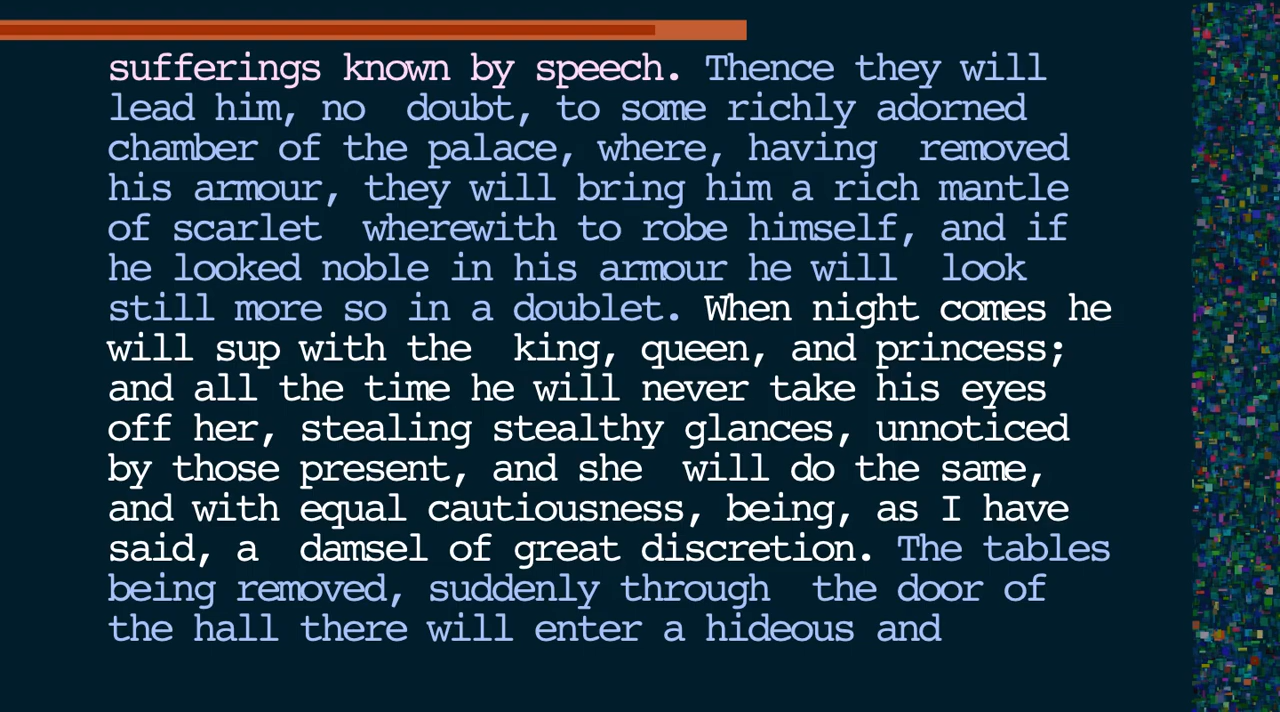 sufferings known by speech. Thence they will
lead him, no  doubt, to some richly adorned
chamber of the palace, where, having  removed
his armour, they will bring him a rich mantle
of scarlet  wherewith to robe himself, and if
he looked noble in his armour he will  look
still more so in a doublet. When night comes he
will sup with the  king, queen, and princess;
and all the time he will never take his eyes
off her, stealing stealthy glances, unnoticed
by those present, and she  will do the same,
and with equal cautiousness, being, as I have
said, a  damsel of great discretion. The tables
being removed, suddenly through  the door of
the hall there will enter a hideous and